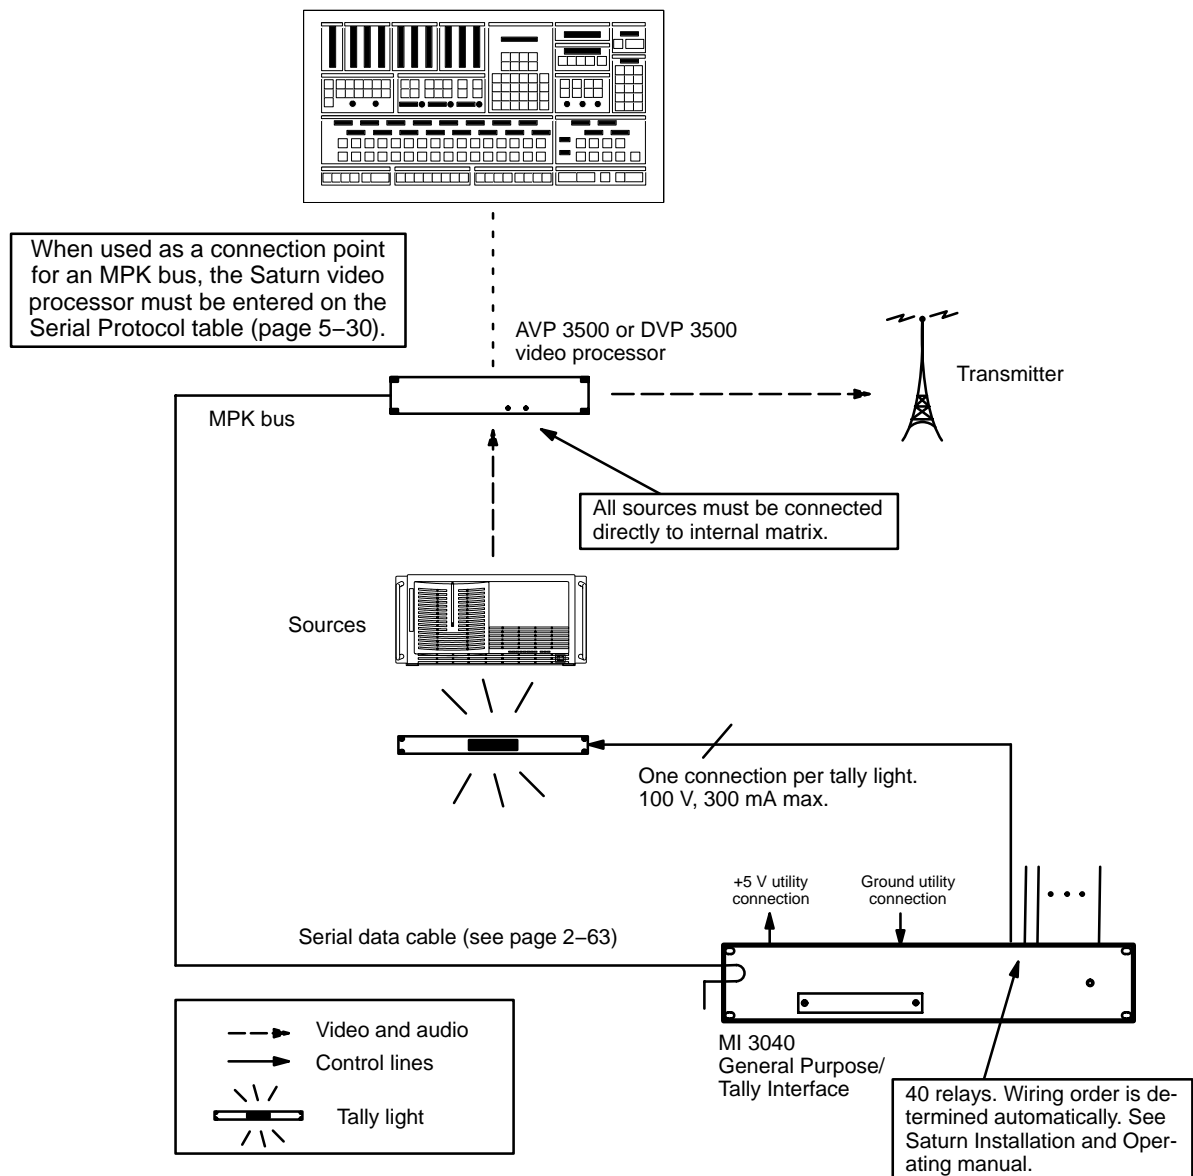 When used as a connection point
for an MPK bus, the Saturn video
processor must be entered on the
Serial Protocol table (page 5–30).
AVP 3500 or DVP 3500
video processor
Transmitter
MPK bus
All sources must be connected
directly to internal matrix.
Sources
One connection per tally light.
100 V, 300 mA max.
+5 V utility
connection
Ground utility
connection
Serial data cable (see page 2–63)
Video and audio
Control lines
Tally light
MI 3040
General Purpose/
Tally Interface
40 relays. Wiring order is de-
termined automatically. See
Saturn Installation and Oper-
ating manual.